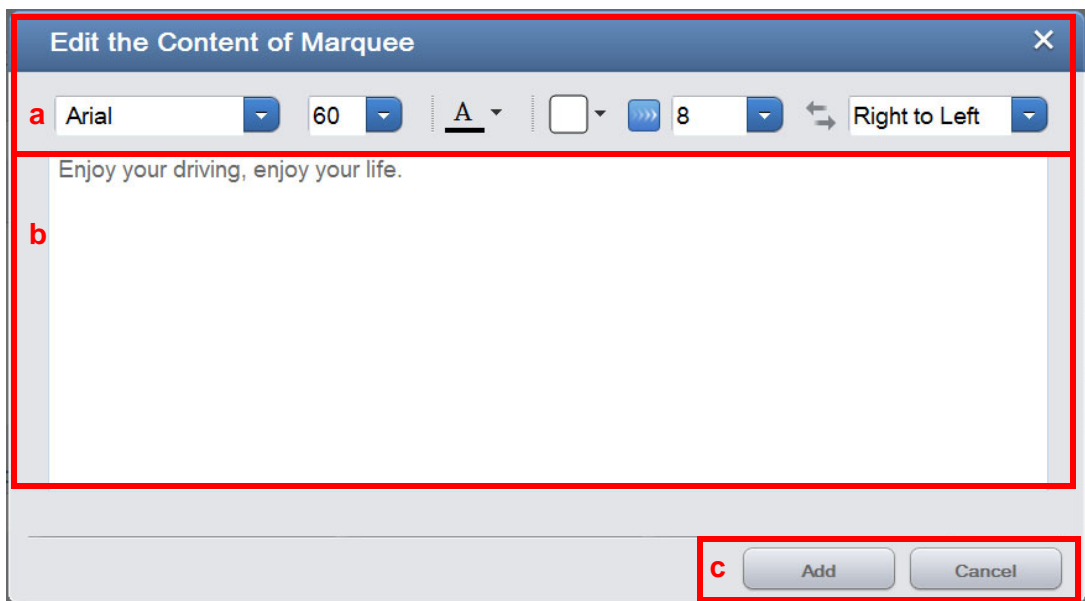 Edit the Content of Marquee
a Arial 60 A 8 Right to Left
Enjoy your driving, enjoy your life.
b
c Add Cancel